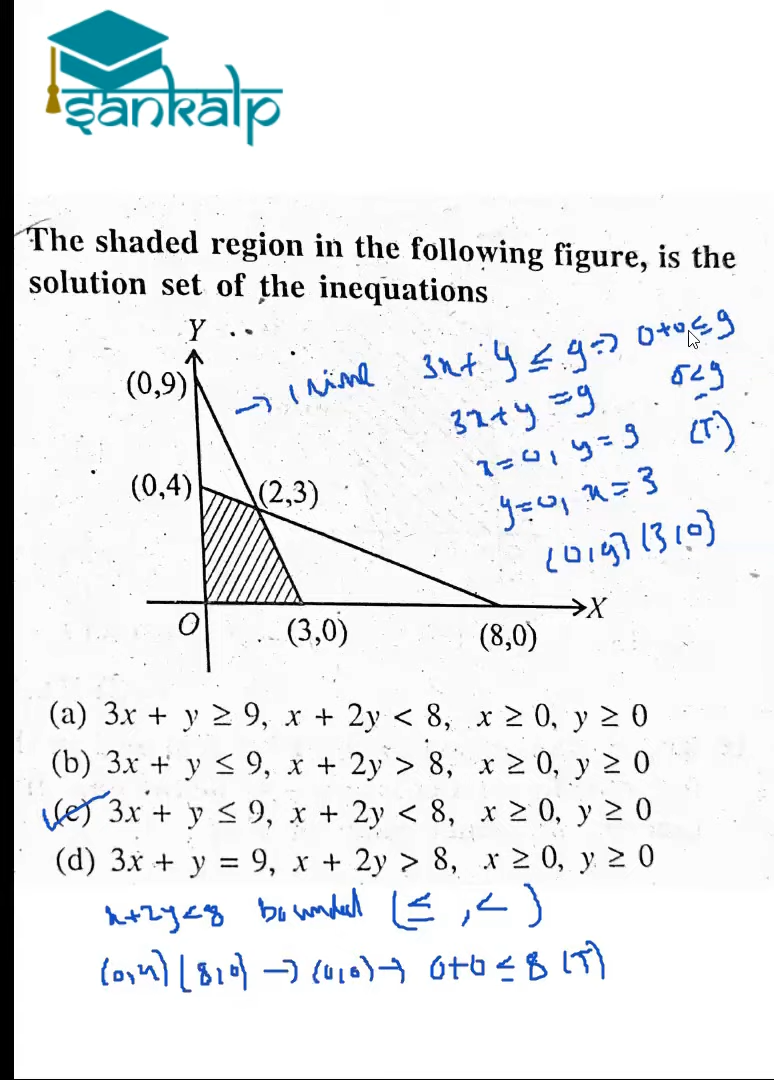 sankalp
The shaded region in the following figure, is the
solution set of the inequations
Y
(0,9)
(0,4)
(2,3)
O
(3,0)
(8,0)
X
→ 1 line
3x + y ≤ 9 → 0+0 ≤ 9
3x+y = 9
0 < 9
x=0, y=9
(T)
y=0, x=3
(0,9) (3,0)
(a) 3x + y ≥ 9, x + 2y < 8, x ≥ 0, y ≥ 0
(b) 3x + y ≤ 9, x + 2y > 8, x ≥ 0, y ≥ 0
(c) 3x + y ≤ 9, x + 2y < 8, x ≥ 0, y ≥ 0
(d) 3x + y = 9, x + 2y > 8, x ≥ 0, y ≥ 0
x+2y<8 bounded (≤, <)
(0,4) (8,0) → (0,0) → 0+0 ≤ 8 (T)